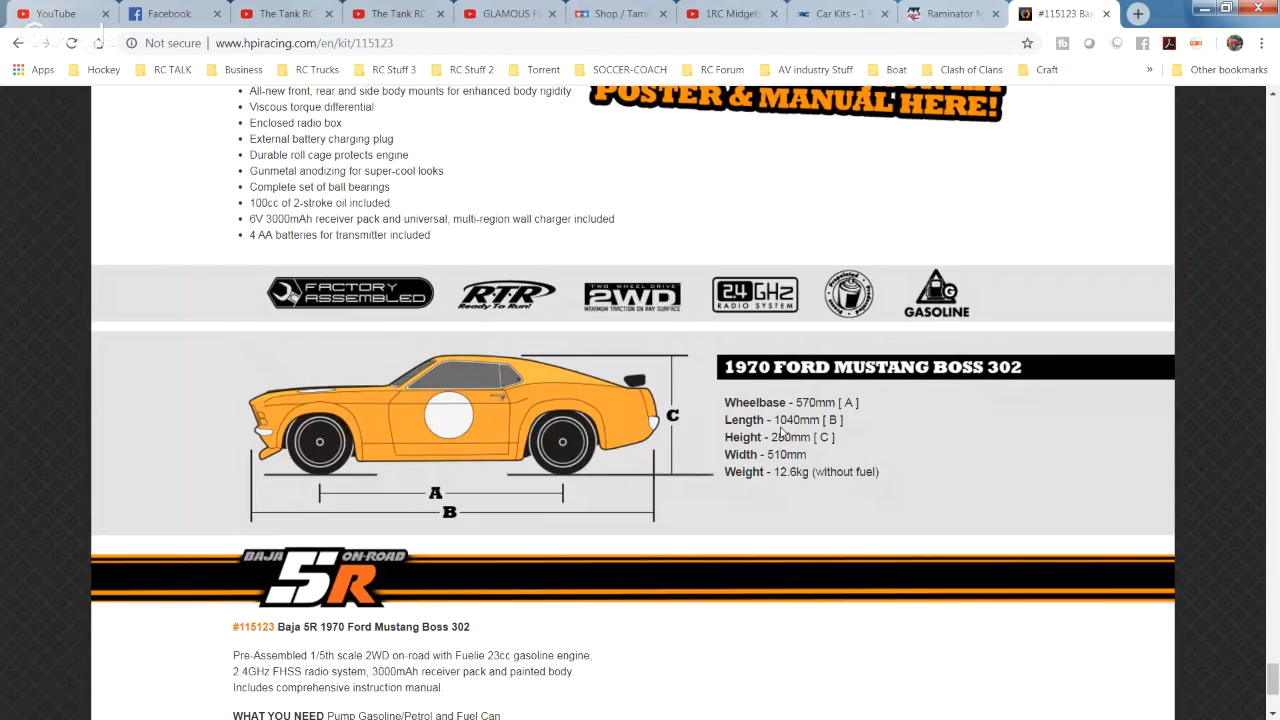 YouTube
Facebook
The Tank RC
The Tank RC
GLAMOUS Fu
Shop / Tami
1RC Midgets
Car Kits - 1
Raminator M
#115123 Baj
Not secure
www.hpiracing.com/en/kit/115123
Apps
Hockey
RC TALK
Business
RC Trucks
RC Stuff 3
RC Stuff 2
Torrent
SOCCER-COACH
RC Forum
AV industry Stuff
Boat
Clash of Clans
Craft
»
Other bookmarks
POSTER & MANUAL HERE!
• All-new front, rear and side body mounts for enhanced body rigidity
• Viscous torque differential
• Enclosed radio box
• External battery charging plug
• Durable roll cage protects engine
• Gunmetal anodizing for super-cool looks
• Complete set of ball bearings
• 100cc of 2-stroke oil included
• 6V 3000mAh receiver pack and universal, multi-region wall charger included
• 4 AA batteries for transmitter included
FACTORY
ASSEMBLED
RTR
Ready To Run!
TWO WHEEL DRIVE
2WD
MAXIMUM TRACTION ON ANY SURFACE
2.4GHz
RADIO SYSTEM
G
GASOLINE
C
A
B
1970 FORD MUSTANG BOSS 302
Wheelbase - 570mm [ A ]
Length - 1040mm [ B ]
Height - mm [ C ]
Width - 510mm
Weight - 12.6kg (without fuel)
BAJA ON-ROAD
5R
#115123 Baja 5R 1970 Ford Mustang Boss 302
Pre-Assembled 1/5th scale 2WD on-road with Fuelie 23cc gasoline engine,
2.4GHz FHSS radio system, 3000mAh receiver pack and painted body.
Includes comprehensive instruction manual.
WHAT YOU NEED Pump Gasoline/Petrol and Fuel Can